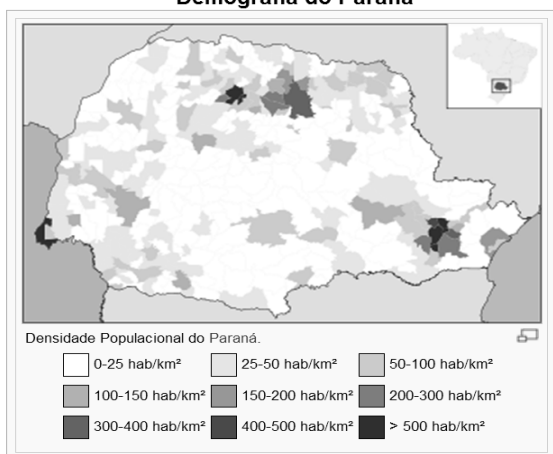 Demografia do Paraná
Densidade Populacional do Paraná.
0-25 hab/km² 25-50 hab/km² 50-100 hab/km²
100-150 hab/km² 150-200 hab/km² 200-300 hab/km²
300-400 hab/km² 400-500 hab/km² > 500 hab/km²